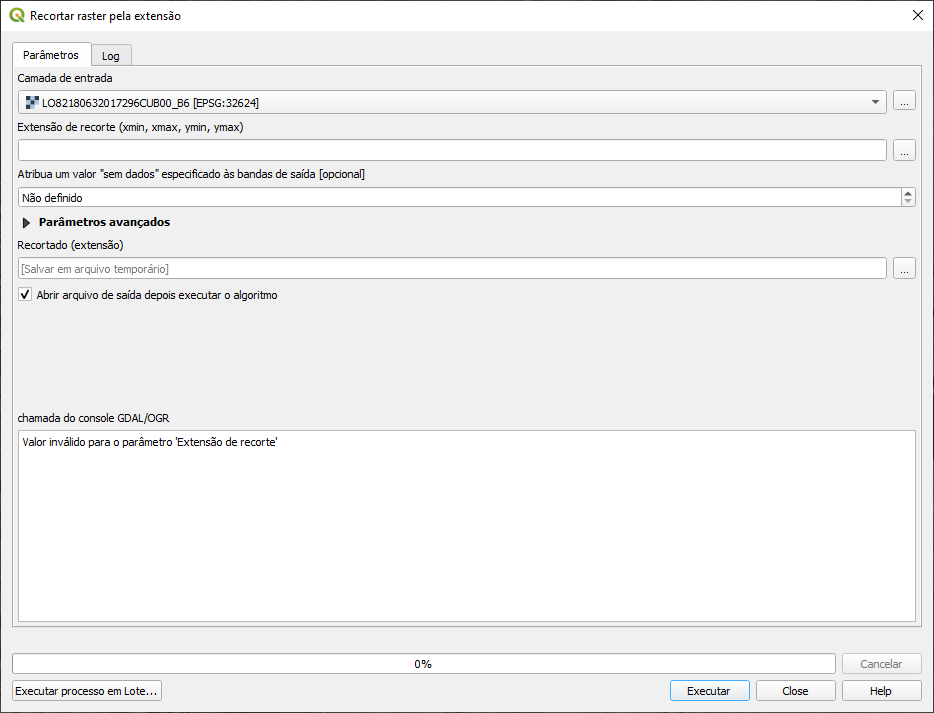 Recortar raster pela extensão
Parâmetros
Log
Camada de entrada
LO82180632017296CUB00_B6 [EPSG:32624]
...
Extensão de recorte (xmin, xmax, ymin, ymax)
...
Atribua um valor "sem dados" especificado às bandas de saída [opcional]
Não definido
Parâmetros avançados
Recortado (extensão)
[Salvar em arquivo temporário]
...
Abrir arquivo de saída depois executar o algoritmo
chamada do console GDAL/OGR
Valor inválido para o parâmetro 'Extensão de recorte'
0%
Cancelar
Executar processo em Lote...
Executar
Close
Help